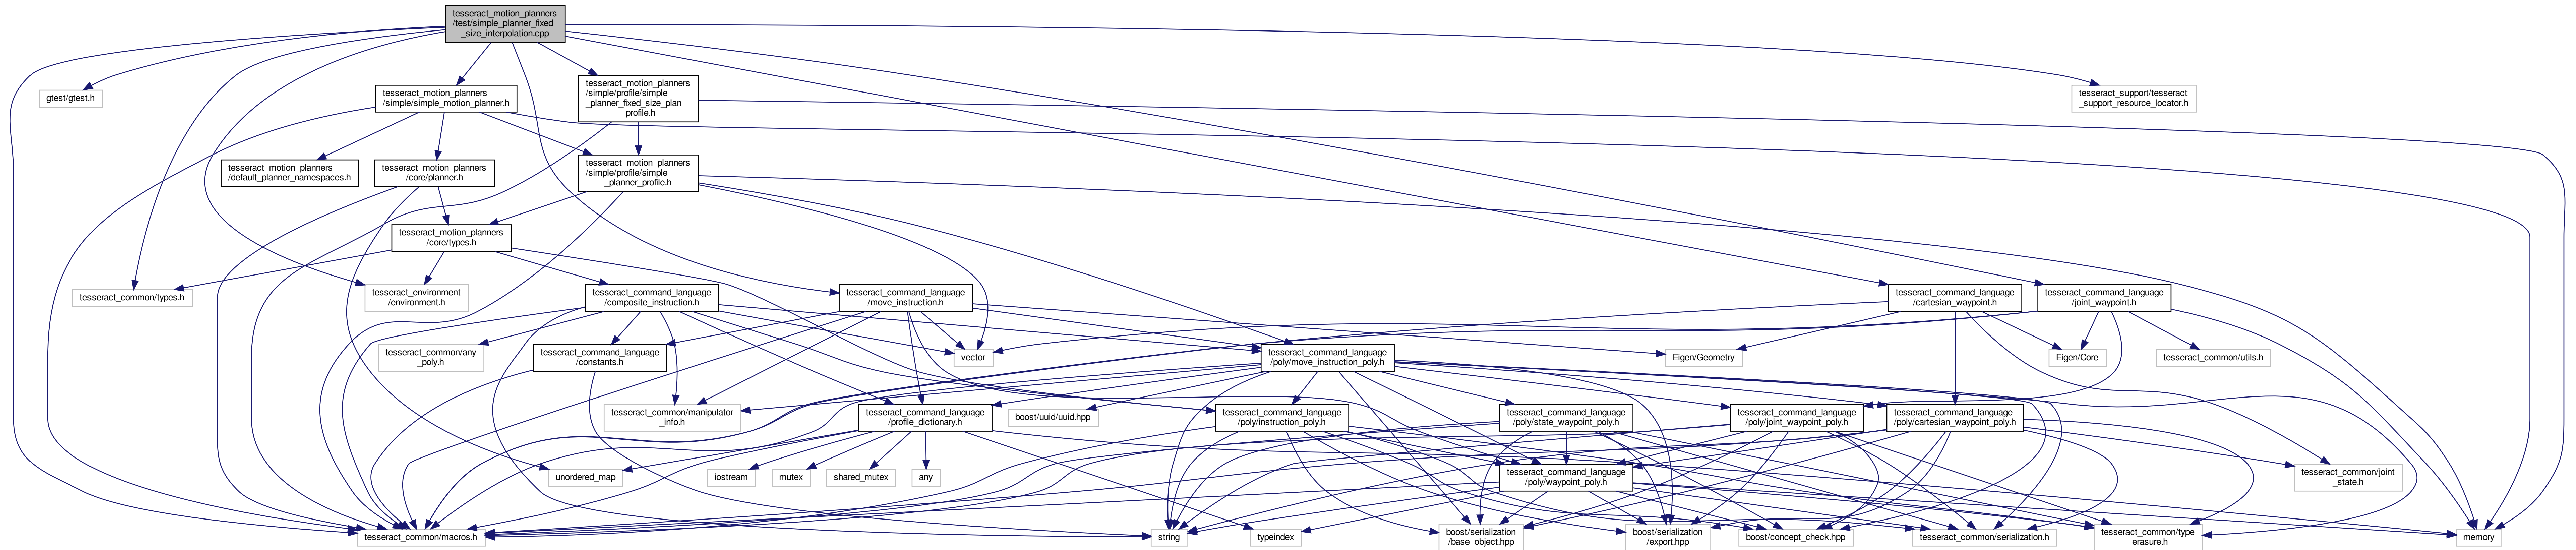 tesseract_motion_planners
/test/simple_planner_fixed
_size_interpolation.cpp
gtest/gtest.h
tesseract_motion_planners
/simple/simple_motion_planner.h
tesseract_motion_planners
/simple/profile/simple
_planner_fixed_size_plan
_profile.h
tesseract_support/tesseract
_support_resource_locator.h
tesseract_motion_planners
/default_planner_namespaces.h
tesseract_motion_planners
/core/planner.h
tesseract_motion_planners
/simple/profile/simple
_planner_profile.h
tesseract_motion_planners
/core/types.h
tesseract_common/types.h
tesseract_environment
/environment.h
tesseract_command_language
/composite_instruction.h
tesseract_command_language
/move_instruction.h
tesseract_command_language
/cartesian_waypoint.h
tesseract_command_language
/joint_waypoint.h
tesseract_common/any
_poly.h
tesseract_command_language
/constants.h
vector
tesseract_command_language
/poly/move_instruction_poly.h
Eigen/Geometry
Eigen/Core
tesseract_common/utils.h
tesseract_common/manipulator
_info.h
tesseract_command_language
/profile_dictionary.h
boost/uuid/uuid.hpp
tesseract_command_language
/poly/instruction_poly.h
tesseract_command_language
/poly/state_waypoint_poly.h
tesseract_command_language
/poly/joint_waypoint_poly.h
tesseract_command_language
/poly/cartesian_waypoint_poly.h
unordered_map
iostream
mutex
shared_mutex
any
tesseract_command_language
/poly/waypoint_poly.h
tesseract_common/joint
_state.h
tesseract_common/macros.h
string
typeindex
boost/serialization
/base_object.hpp
boost/serialization
/export.hpp
boost/concept_check.hpp
tesseract_common/serialization.h
tesseract_common/type
_erasure.h
memory